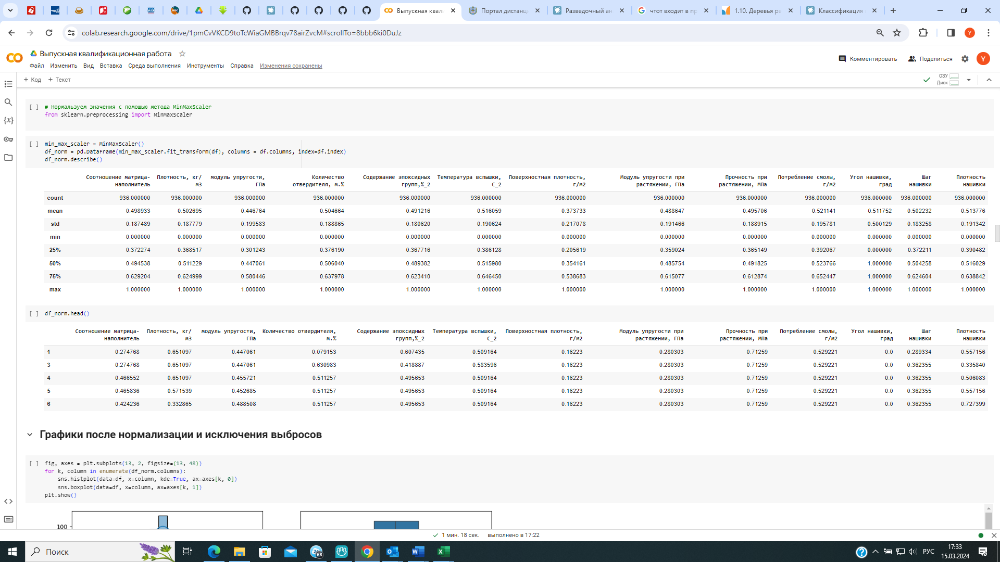 Выпускная квали
Портал дистанц
Разведочный ан
чтот входит в пр
1.10. Деревья ре
Классификация
colab.research.google.com/drive/1pmCvVKCD9toTcWiaGMBBrqv78airZvcM#scrollTo=8bbb6ki0DuJz
Y
Выпускная квалификационная работа
Комментировать Поделиться Y
Файл Изменить Вид Вставка Среда выполнения Инструменты Справка Изменения сохранены
+ Код + Текст
ОЗУ
Диск
[ ] # Нормальзуем значения с помощью метода MinMaxScaler
from sklearn.preprocessing import MinMaxScaler
[ ] min_max_scaler = MinMaxScaler()
df_norm = pd.DataFrame(min_max_scaler.fit_transform(df), columns = df.columns, index=df.index)
df_norm.describe()
Соотношение матрица- Плотность, кг/ модуль упругости, Количество Содержание эпоксидных Температура вспышки, Поверхностная плотность, Модуль упругости при Прочность при Потребление смолы, Угол нашивки, Шаг Плотность
наполнитель м3 ГПа отвердителя, м.% групп,%_2 С_2 г/м2 растяжении, ГПа растяжении, МПа г/м2 град нашивки нашивки
count 936.000000 936.000000 936.000000 936.000000 936.000000 936.000000 936.000000 936.000000 936.000000 936.000000 936.000000 936.000000 936.000000
mean 0.498933 0.502695 0.446764 0.504664 0.491216 0.516059 0.373733 0.488647 0.495706 0.521141 0.511752 0.502232 0.513776
std 0.187489 0.187779 0.199583 0.188865 0.180620 0.190624 0.217078 0.191466 0.188915 0.195781 0.500129 0.183258 0.191342
min 0.000000 0.000000 0.000000 0.000000 0.000000 0.000000 0.000000 0.000000 0.000000 0.000000 0.000000 0.000000 0.000000
25% 0.372274 0.368517 0.301243 0.376190 0.367716 0.386128 0.205619 0.359024 0.365149 0.392067 0.000000 0.372211 0.390482
50% 0.494538 0.511229 0.447061 0.506040 0.489382 0.515980 0.354161 0.485754 0.491825 0.523766 1.000000 0.504258 0.516029
75% 0.629204 0.624999 0.580446 0.637978 0.623410 0.646450 0.538683 0.615077 0.612874 0.652447 1.000000 0.624604 0.638842
max 1.000000 1.000000 1.000000 1.000000 1.000000 1.000000 1.000000 1.000000 1.000000 1.000000 1.000000 1.000000 1.000000
[ ] df_norm.head()
Соотношение матрица- Плотность, кг/ модуль упругости, Количество отвердителя, Содержание эпоксидных Температура вспышки, Поверхностная плотность, Модуль упругости при Прочность при Потребление смолы, Угол нашивки, Шаг Плотность
наполнитель м3 ГПа м.% групп,%_2 С_2 г/м2 растяжении, ГПа растяжении, МПа г/м2 град нашивки нашивки
1 0.274768 0.651097 0.447061 0.079153 0.607435 0.509164 0.16223 0.280303 0.71259 0.529221 0.0 0.289334 0.557156
3 0.274768 0.651097 0.447061 0.630983 0.418887 0.583596 0.16223 0.280303 0.71259 0.529221 0.0 0.362355 0.335840
4 0.466552 0.651097 0.455721 0.511257 0.495653 0.509164 0.16223 0.280303 0.71259 0.529221 0.0 0.362355 0.506083
5 0.465836 0.571539 0.452685 0.511257 0.495653 0.509164 0.16223 0.280303 0.71259 0.529221 0.0 0.362355 0.557156
6 0.424236 0.332865 0.488508 0.511257 0.495653 0.509164 0.16223 0.280303 0.71259 0.529221 0.0 0.362355 0.727399
Графики после нормализации и исключения выбросов
[ ] fig, axes = plt.subplots(13, 2, figsize=(13, 48))
for k, column in enumerate(df_norm.columns):
sns.histplot(data=df, x=column, kde=True, ax=axes[k, 0])
sns.boxplot(data=df, x=column, ax=axes[k, 1])
plt.show()
100
1 мин. 18 сек. выполнено в 17:22
Поиск
68
РУС
17:33
15.03.2024